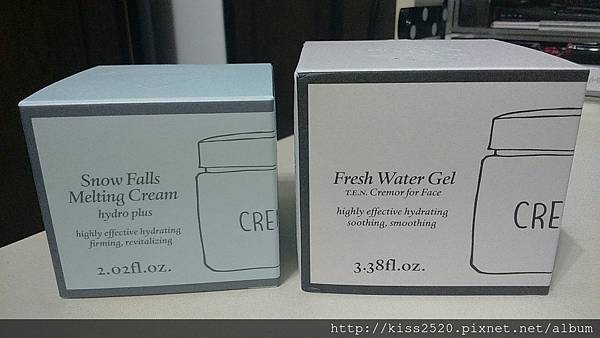 Snow Falls
Melting Cream
hydro plus
highly effective hydrating
firming, revitalizing
2.02fl.oz.
CRE
Fresh Water Gel
T.E.N. Cremor for Face
highly effective hydrating
soothing, smoothing
3.38fl.oz.
CRE
http://kiss2520.pixnet.net/album